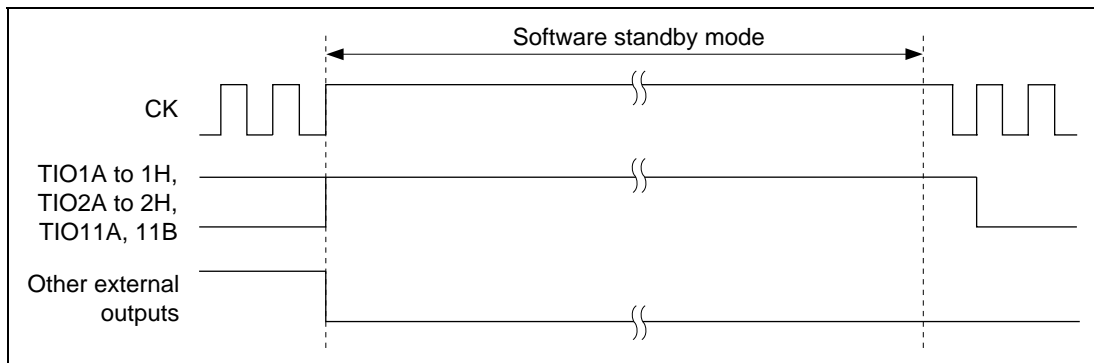 Software standby mode
CK
TIO1A to 1H,
TIO2A to 2H,
TIO11A, 11B
Other external
outputs